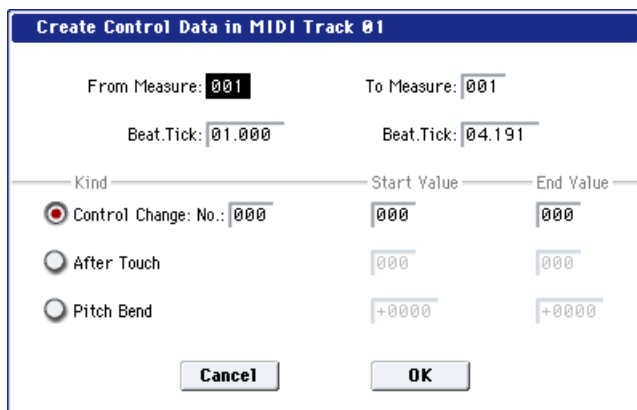 Create Control Data in MIDI Track 01
From Measure: 001 To Measure: 001
Beat.Tick: 01.000 Beat.Tick: 04.191
Kind Start Value End Value
Control Change: No.: 000 000 000
After Touch 000 000
Pitch Bend +0000 +0000
Cancel OK